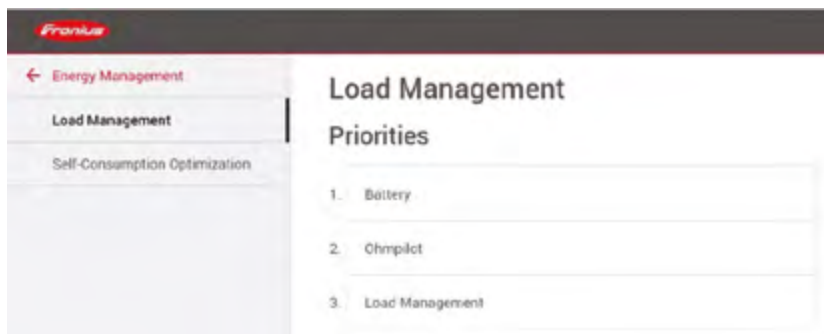 Fronius
Energy Management
Load Management
Self-Consumption Optimization
Load Management
Priorities
1. Battery
2. Ohmpilot
3. Load Management